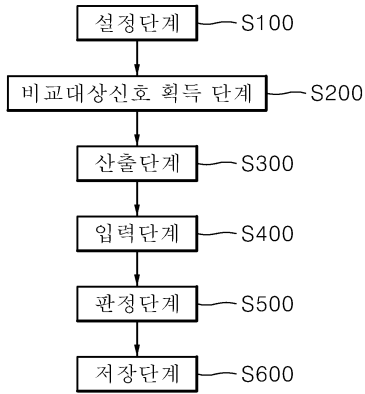 설정단계 S100
비교대상신호 획득 단계 S200
산출단계 S300
입력단계 S400
판정단계 S500
저장단계 S600